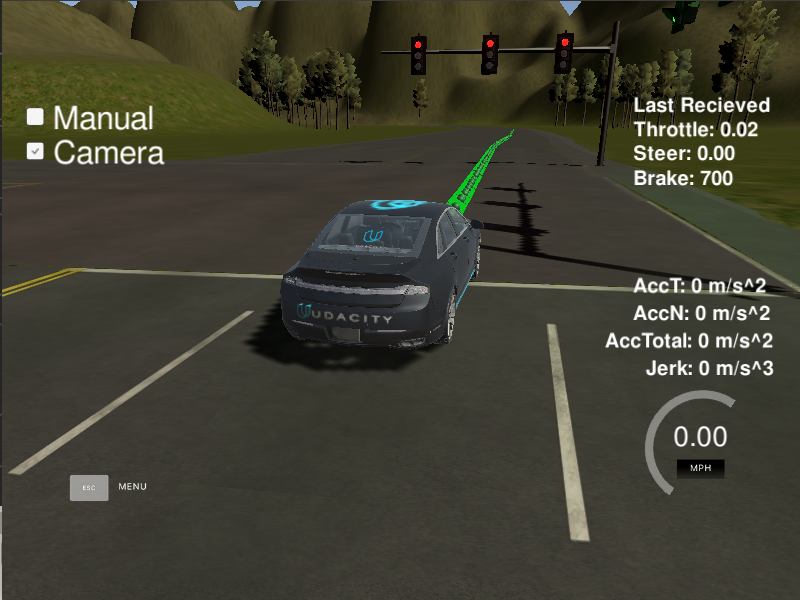 Manual
Camera
Last Recieved
Throttle: 0.02
Steer: 0.00
Brake: 700
UDACITY
AccT: 0 m/s^2
AccN: 0 m/s^2
AccTotal: 0 m/s^2
Jerk: 0 m/s^3
0.00
MPH
ESC
MENU